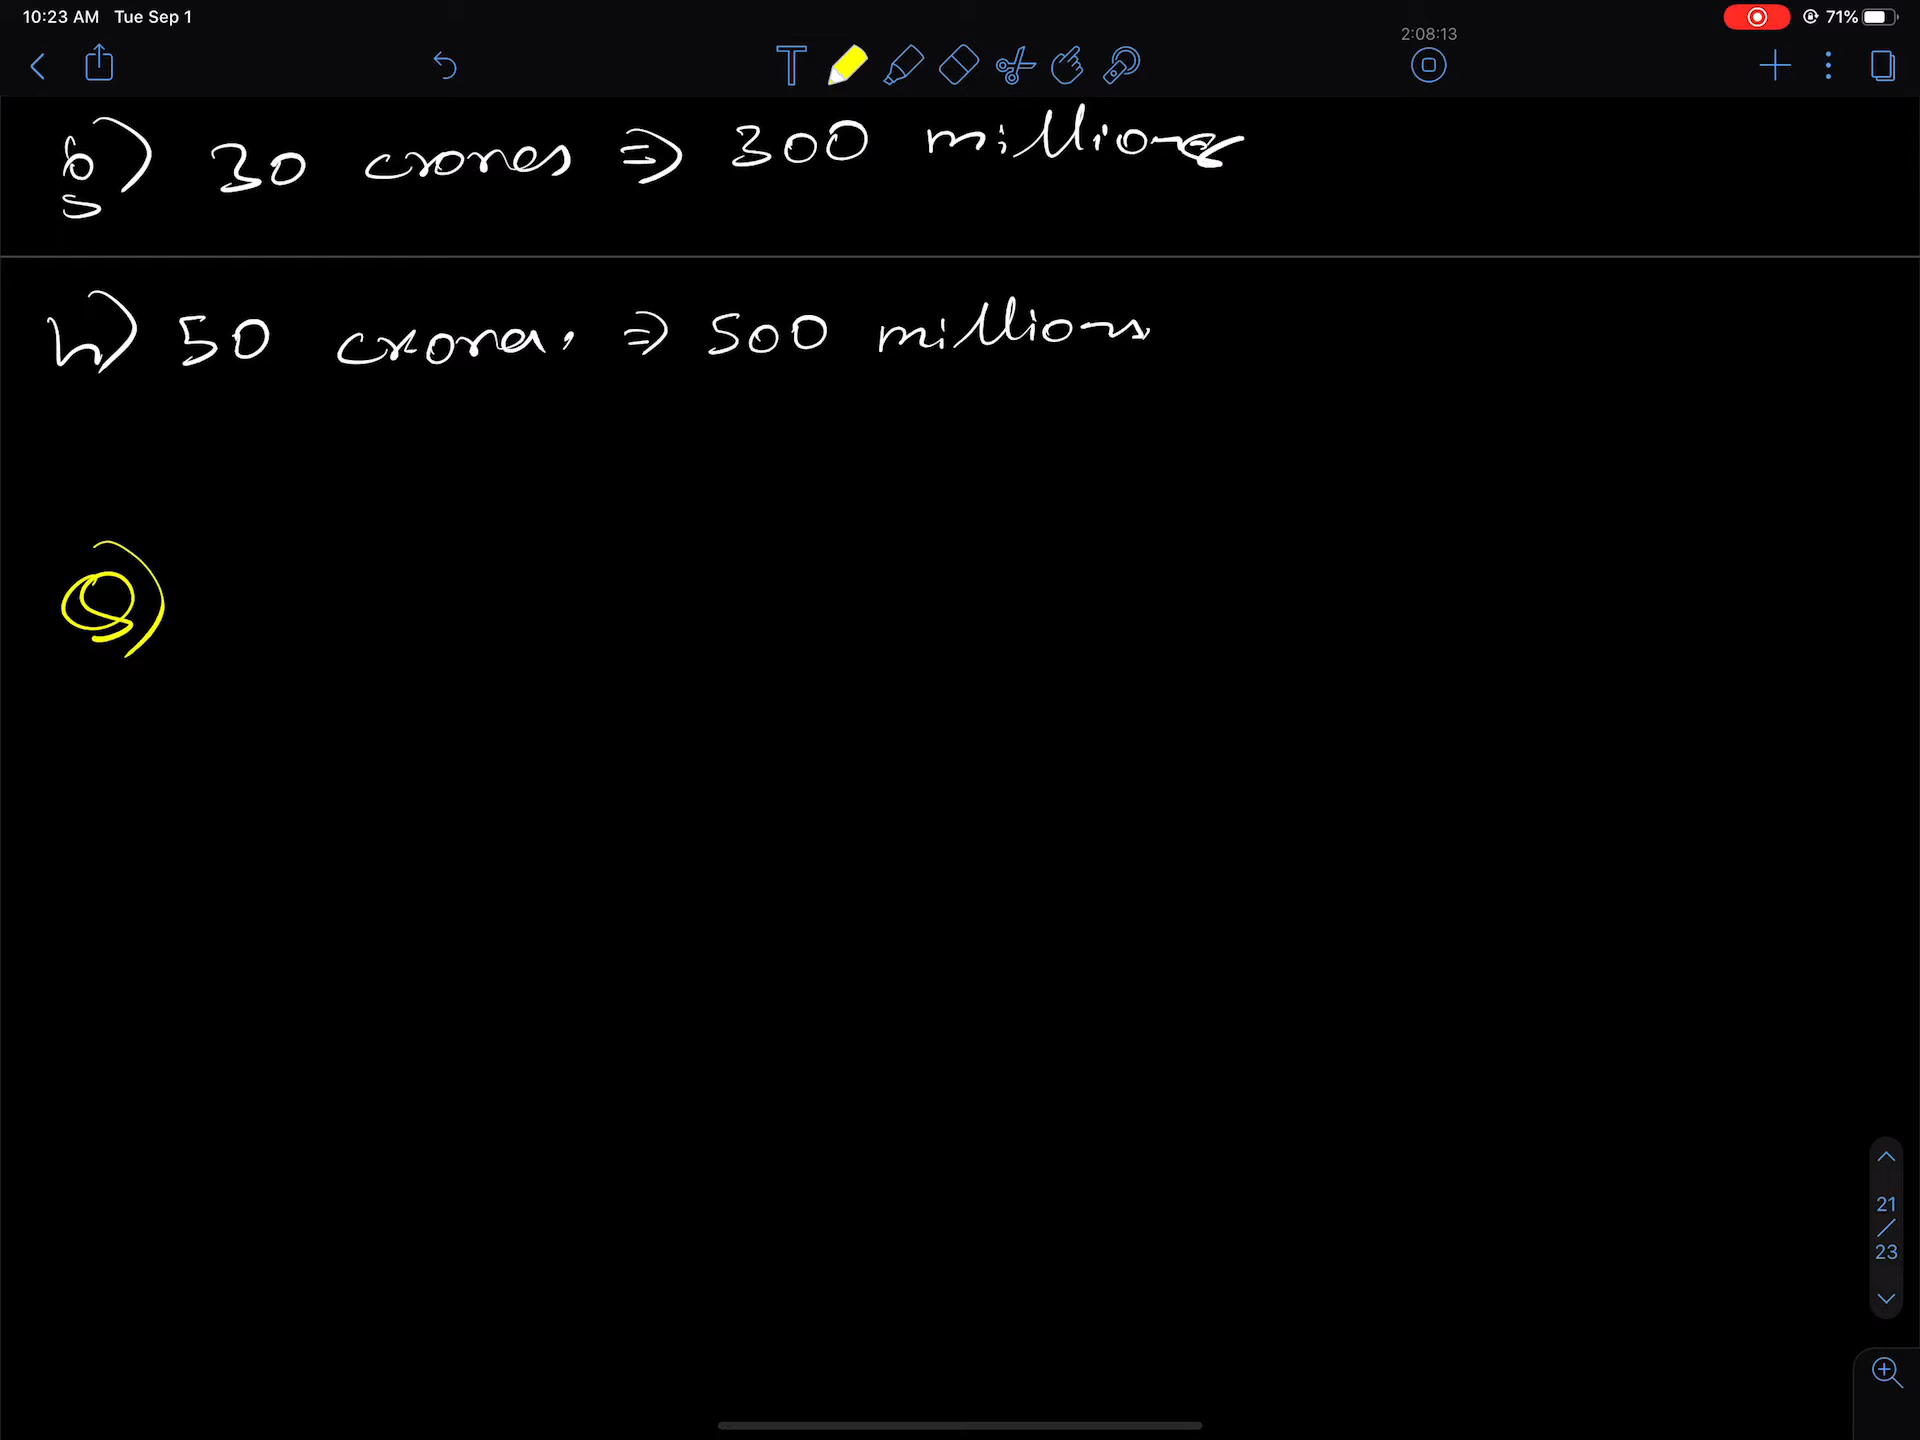 10:23 AM Tue Sep 1
71%
2:08:13
g) 30 crores ⇒ 300 millions
h) 50 crores ⇒ 500 millions
9)
21
/
23